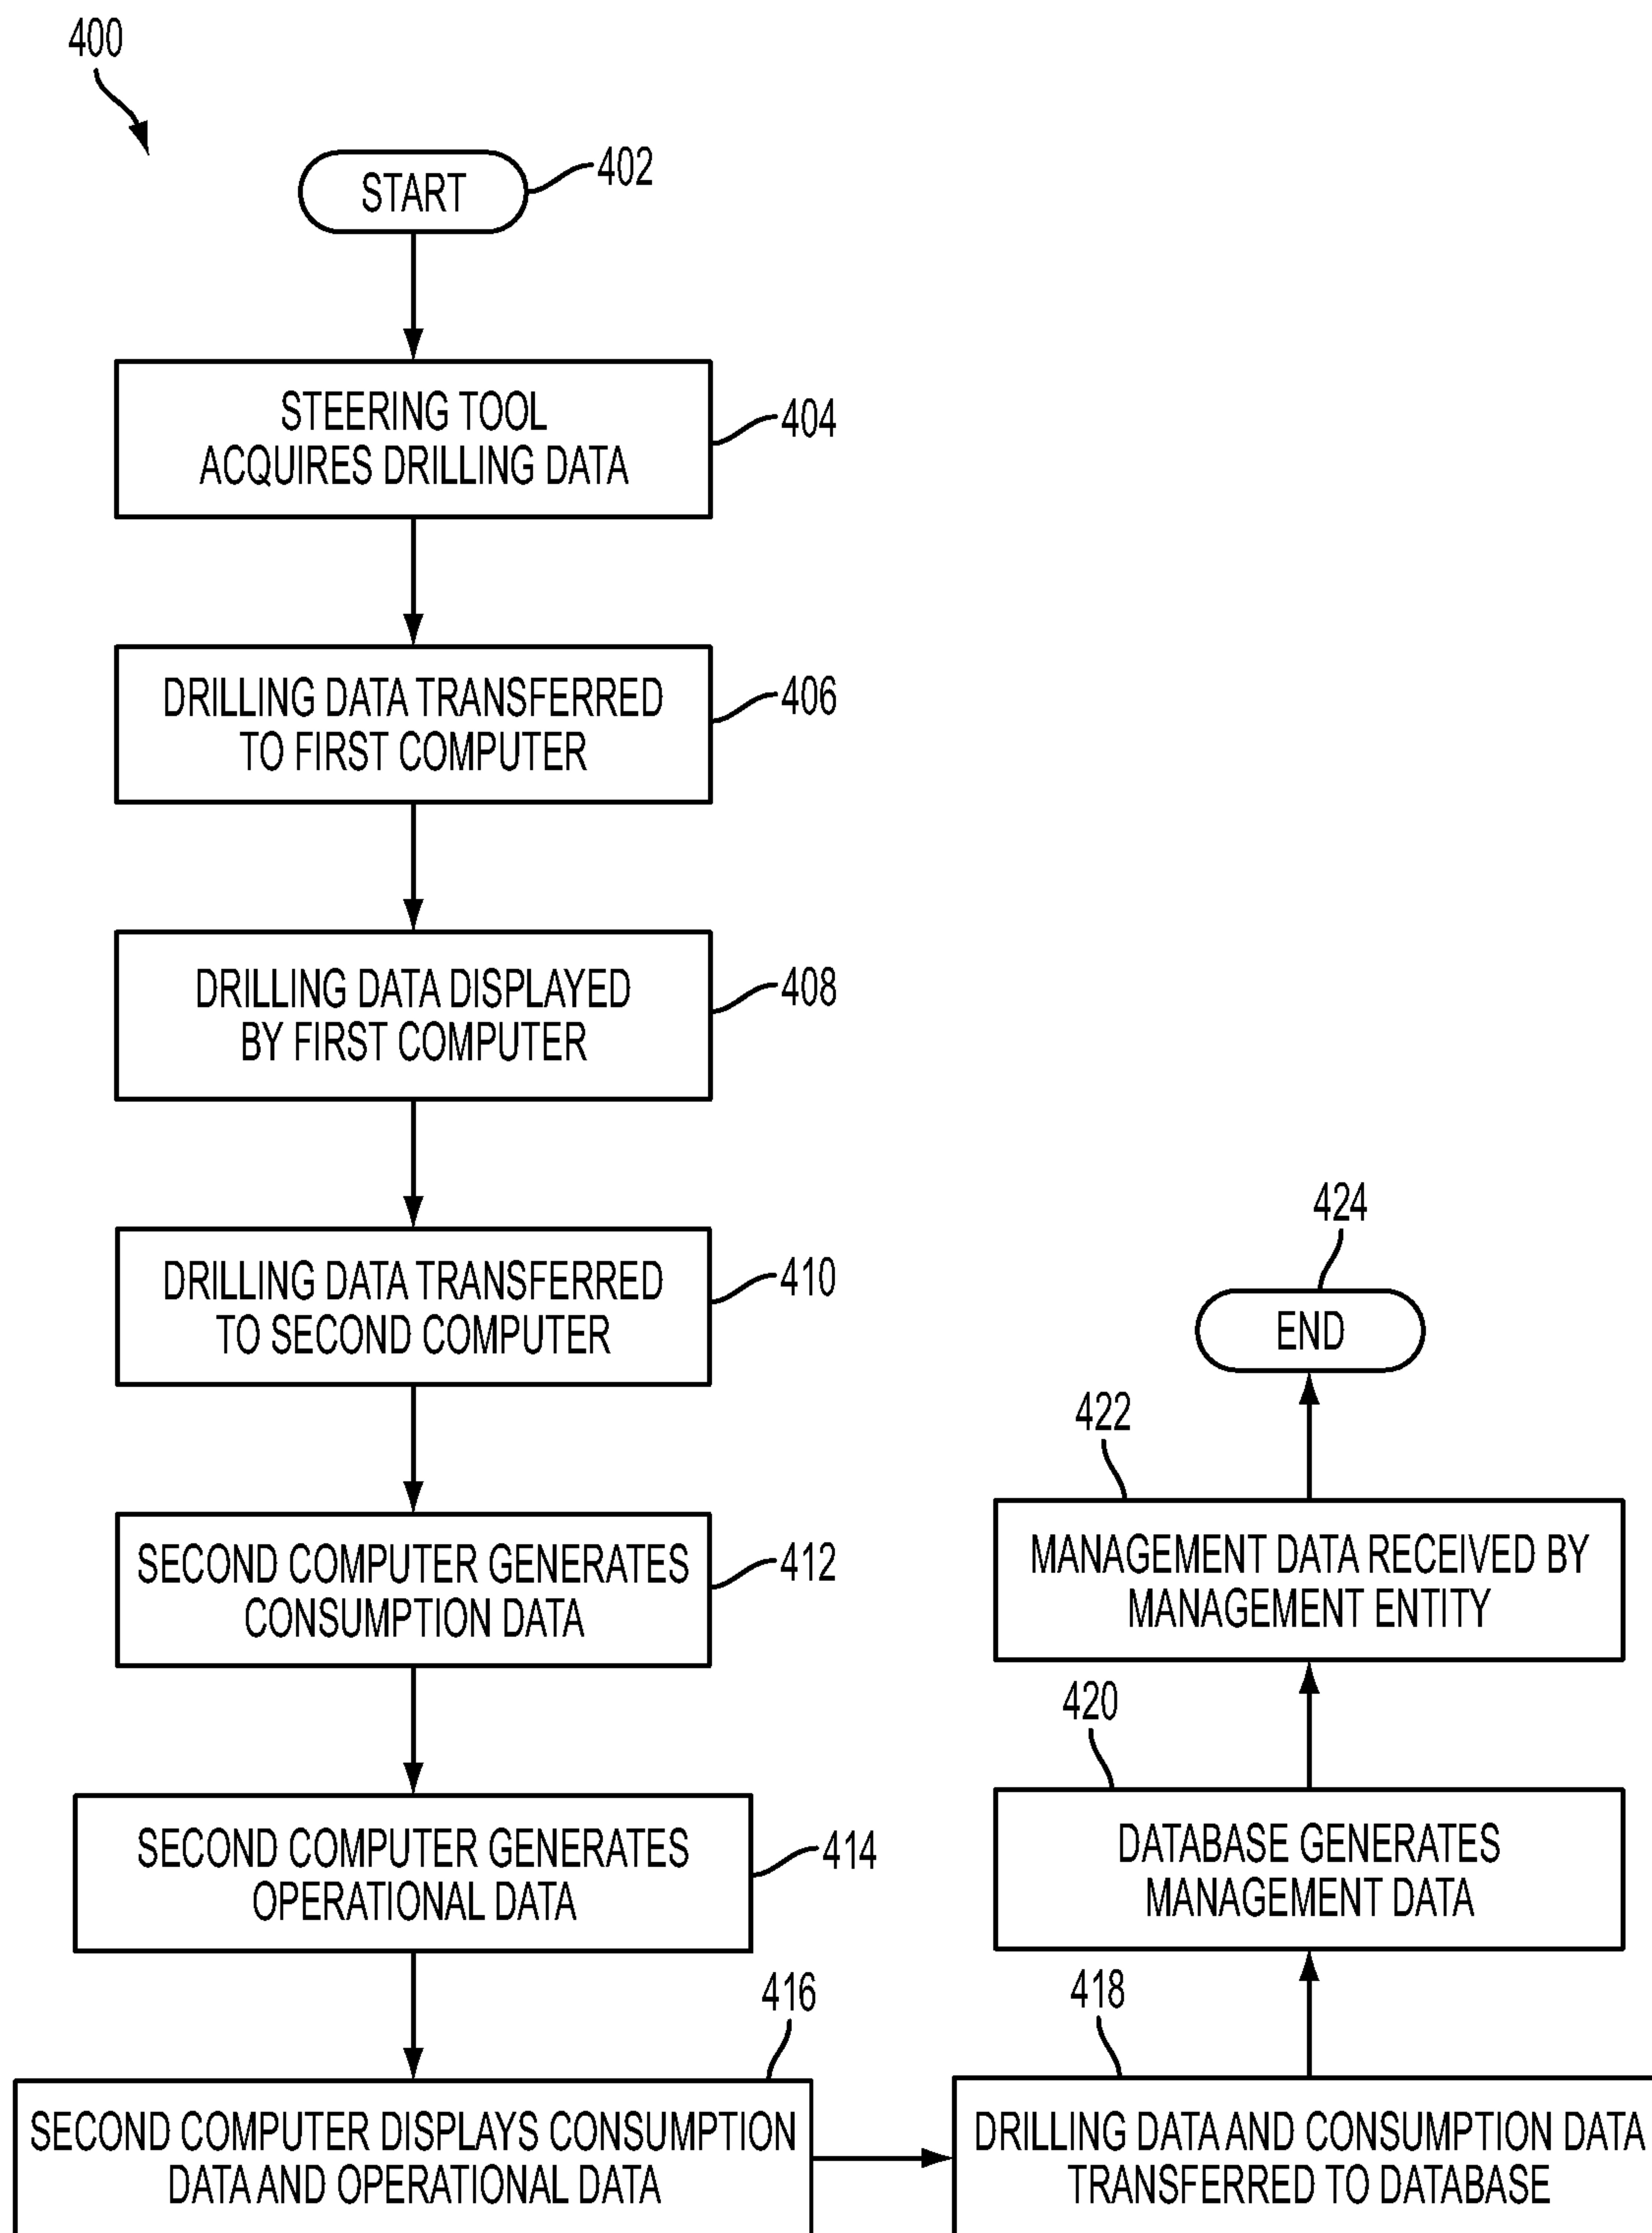 400
START
402
STEERING TOOL
ACQUIRES DRILLING DATA
404
DRILLING DATA TRANSFERRED
TO FIRST COMPUTER
406
DRILLING DATA DISPLAYED
BY FIRST COMPUTER
408
DRILLING DATA TRANSFERRED
TO SECOND COMPUTER
410
SECOND COMPUTER GENERATES
CONSUMPTION DATA
412
SECOND COMPUTER GENERATES
OPERATIONAL DATA
414
416
SECOND COMPUTER DISPLAYS CONSUMPTION
DATA AND OPERATIONAL DATA
418
DRILLING DATA AND CONSUMPTION DATA
TRANSFERRED TO DATABASE
420
DATABASE GENERATES
MANAGEMENT DATA
422
MANAGEMENT DATA RECEIVED BY
MANAGEMENT ENTITY
424
END